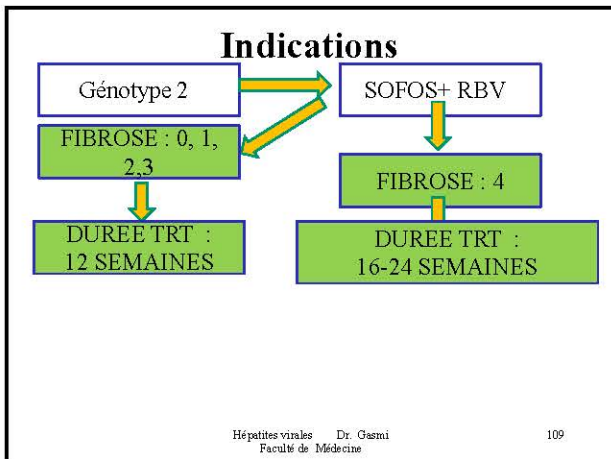 Indications
Génotype 2
SOFOS+ RBV
FIBROSE : 0, 1,
2,3
FIBROSE : 4
DUREE TRT :
12 SEMAINES
DUREE TRT :
16-24 SEMAINES
Hépatites virales Dr. Gasmi
Faculté de Médecine
109